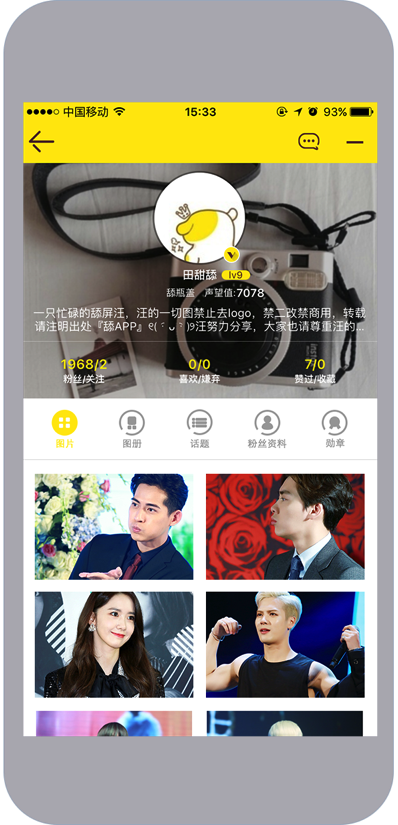 中国移动 15:33 93%
田甜舔 lv9
舔瓶盖 声望值:7078
一只忙碌的舔屏汪，汪的一切图禁止去logo，禁二改禁商用，转载
请注明出处『舔APP』୧( ˊᵕˋ )୨汪努力分享，大家也请尊重汪的...
1968/2 0/0 7/0
粉丝/关注 喜欢/嫌弃 赞过/收藏
图片 图册 话题 粉丝资料 勋章